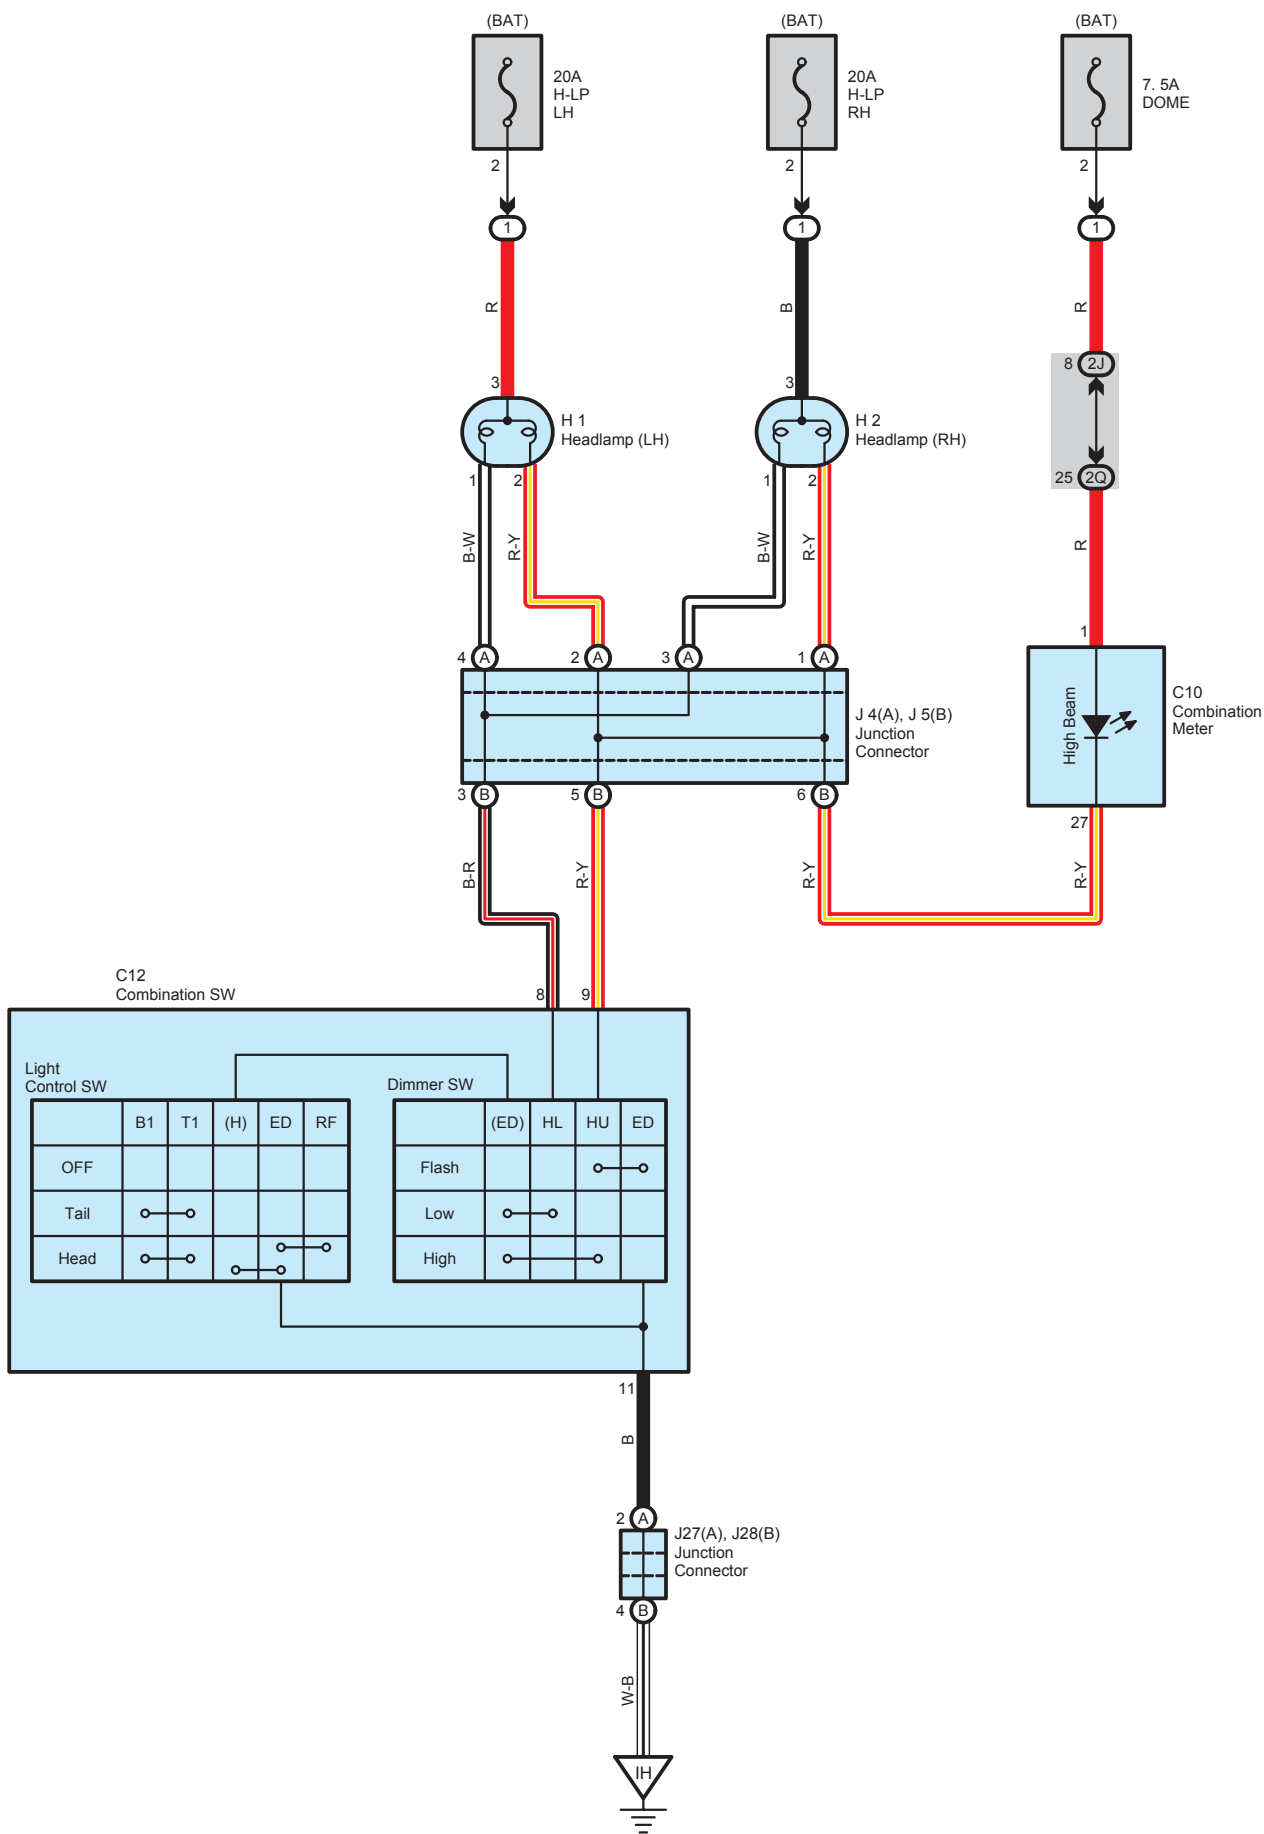 (BAT)
(BAT)
(BAT)
20A
H-LP
LH
20A
H-LP
RH
7. 5A
DOME
2
2
2
1
1
1
R
B
R
8 2J
3
3
H 1
Headlamp (LH)
H 2
Headlamp (RH)
25 2Q
1
2
1
2
B-W
R-Y
B-W
R-Y
R
1
4 A
2 A
3 A
1 A
J 4(A), J 5(B)
Junction
Connector
High Beam
C10
Combination
Meter
3 B
5 B
6 B
27
B-R
R-Y
R-Y
R-Y
C12
Combination SW
8
9
Light
Control SW
Dimmer SW
B1 T1 (H) ED RF
OFF
Tail
Head
(ED) HL HU ED
Flash
Low
High
11
B
2 A
J27(A), J28(B)
Junction
Connector
4 B
W-B
IH